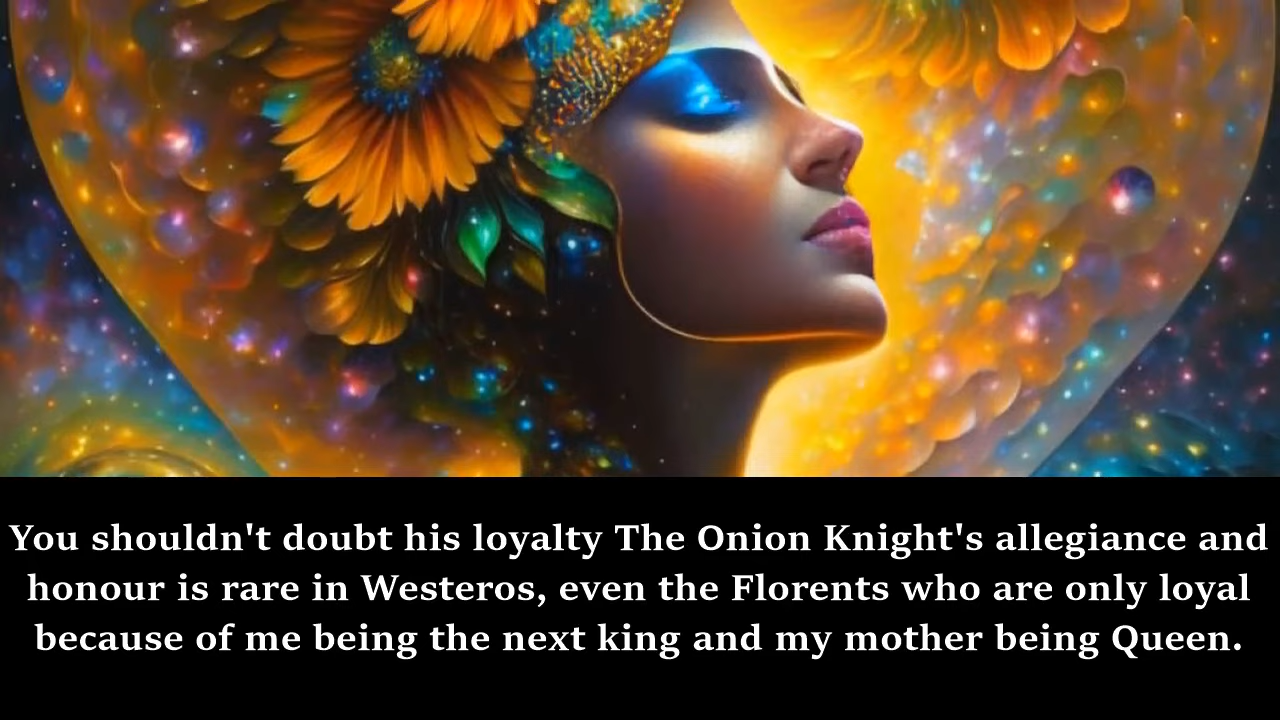 You shouldn't doubt his loyalty The Onion Knight's allegiance and
honour is rare in Westeros, even the Florents who are only loyal
because of me being the next king and my mother being Queen.